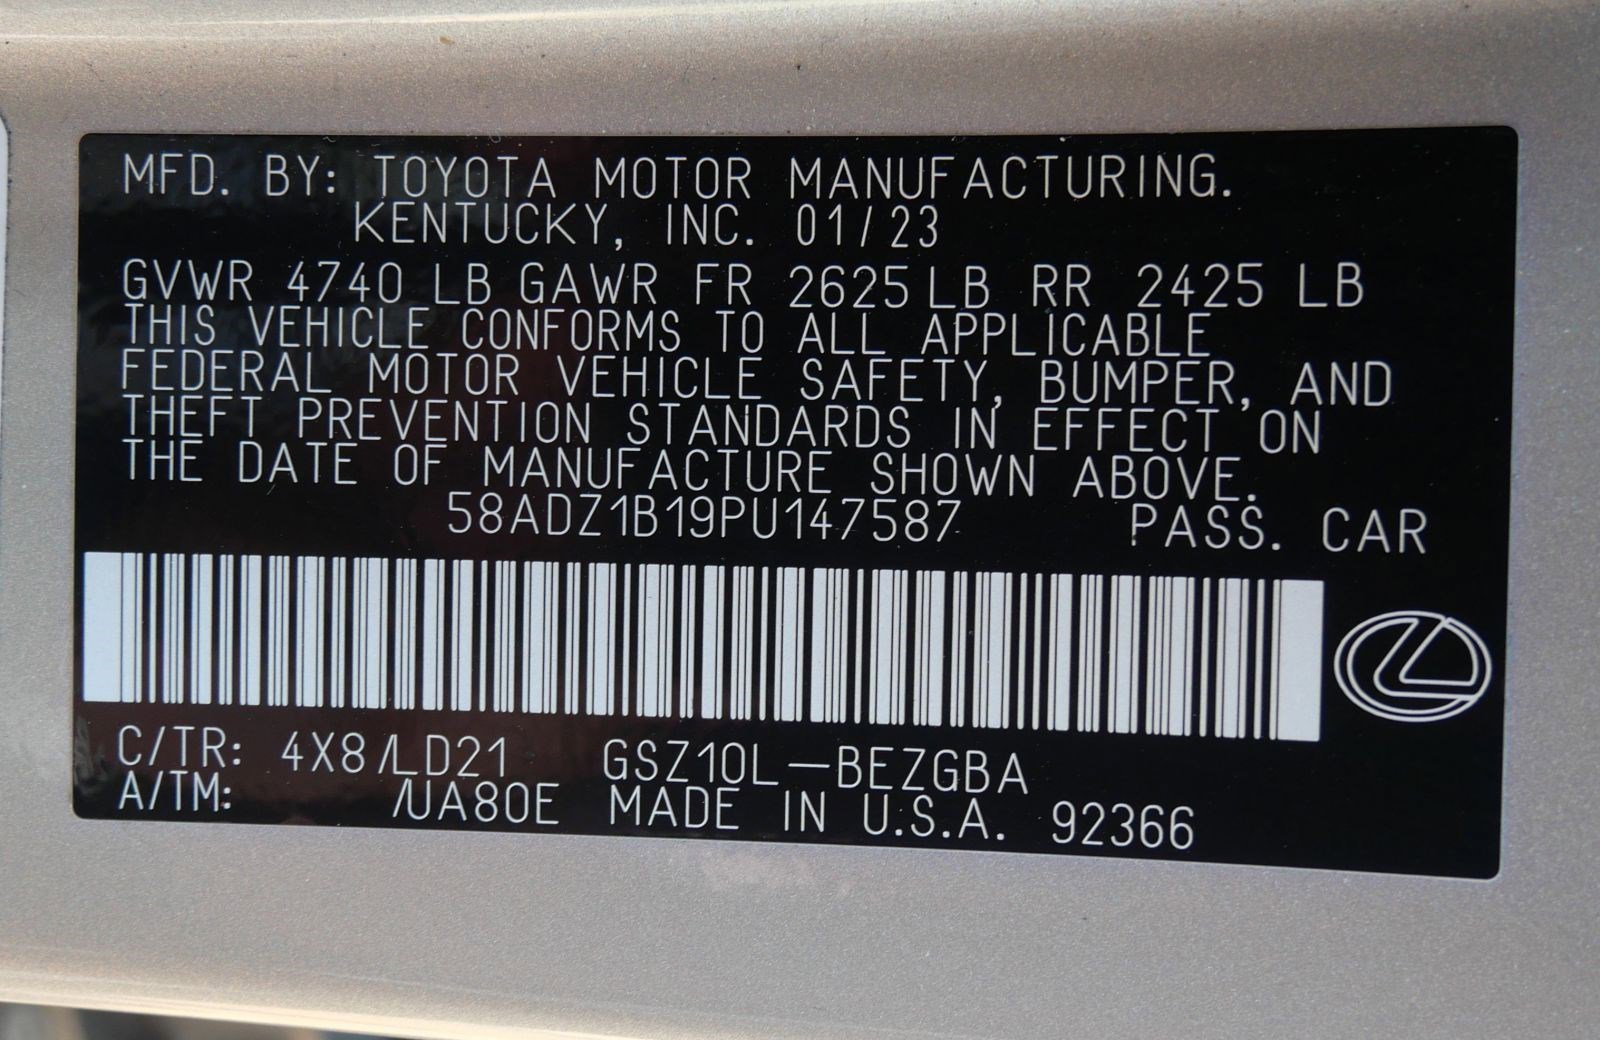 MFD. BY: TOYOTA MOTOR MANUFACTURING.
KENTUCKY, INC. 01/23
GVWR 4740 LB GAWR FR 2625 LB RR 2425 LB
THIS VEHICLE CONFORMS TO ALL APPLICABLE
FEDERAL MOTOR VEHICLE SAFETY, BUMPER, AND
THEFT PREVENTION STANDARDS IN EFFECT ON
THE DATE OF MANUFACTURE SHOWN ABOVE.
58ADZ1B19PU147587 PASS. CAR
C/TR: 4X8/LD21 GSZ10L-BEZGBA
A/TM: /UA80E MADE IN U.S.A. 92366